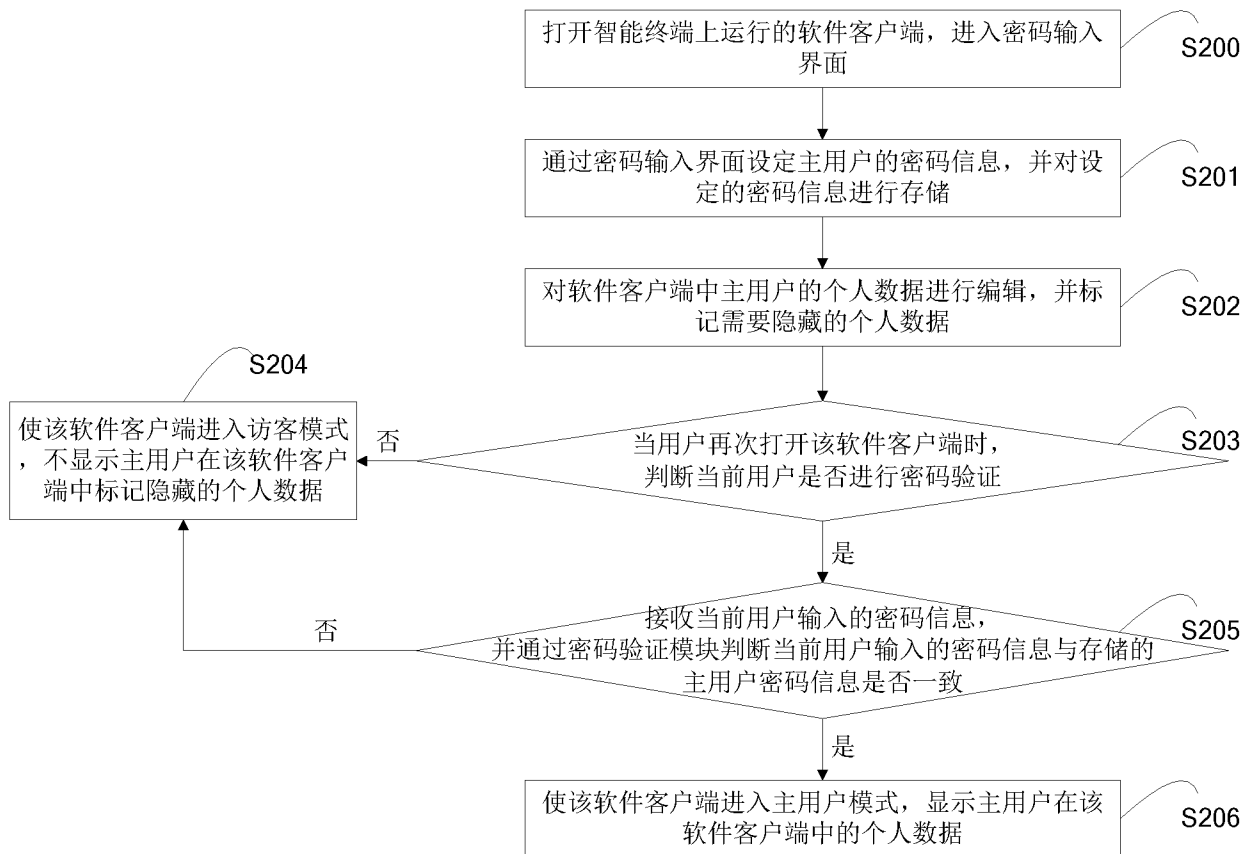 打开智能终端上运行的软件客户端，进入密码输入
界面
S200
通过密码输入界面设定主用户的密码信息，并对设
定的密码信息进行存储
S201
对软件客户端中主用户的个人数据进行编辑，并标
记需要隐藏的个人数据
S202
S204
使该软件客户端进入访客模式
，不显示主用户在该软件客户
端中标记隐藏的个人数据
否
当用户再次打开该软件客户端时，
判断当前用户是否进行密码验证
S203
是
否
接收当前用户输入的密码信息，
并通过密码验证模块判断当前用户输入的密码信息与存储的
主用户密码信息是否一致
S205
是
使该软件客户端进入主用户模式，显示主用户在该
软件客户端中的个人数据
S206